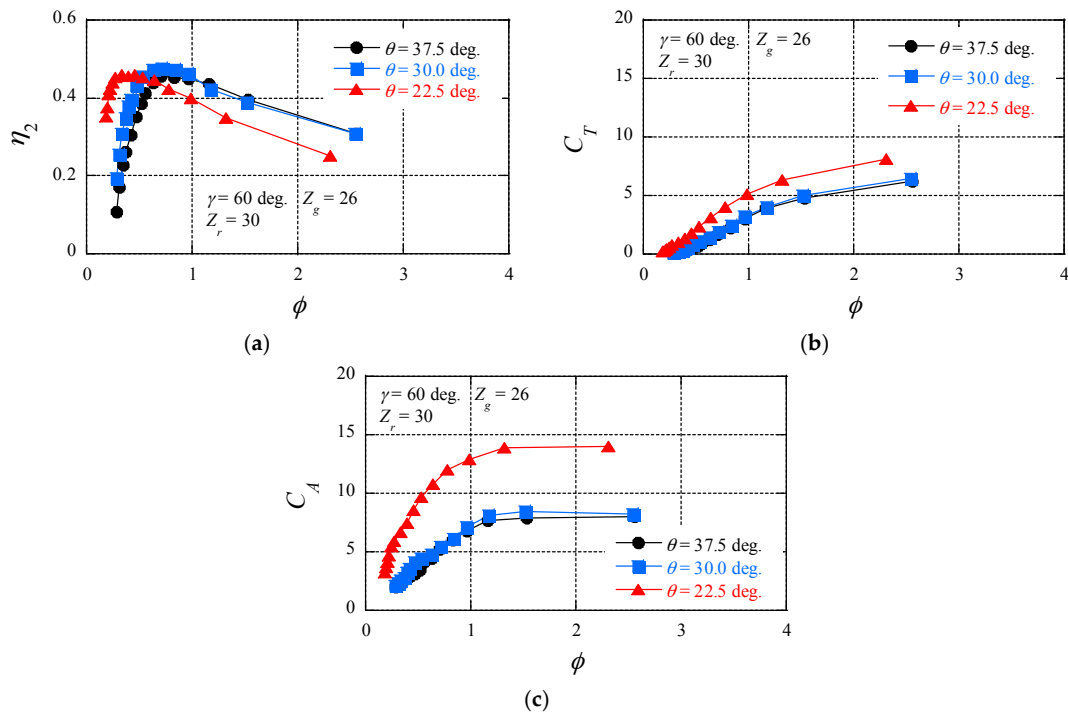 0.6
0.4
0.2
0.0
η2
θ = 37.5 deg.
θ = 30.0 deg.
θ = 22.5 deg.
γ = 60 deg. Zg = 26
Zr = 30
0 1 2 3 4
ϕ
(a)
20
15
10
5
0
CT
γ = 60 deg. Zg = 26
Zr = 30
θ = 37.5 deg.
θ = 30.0 deg.
θ = 22.5 deg.
0 1 2 3 4
ϕ
(b)
20
15
10
5
0
CA
γ = 60 deg. Zg = 26
Zr = 30
θ = 37.5 deg.
θ = 30.0 deg.
θ = 22.5 deg.
0 1 2 3 4
ϕ
(c)